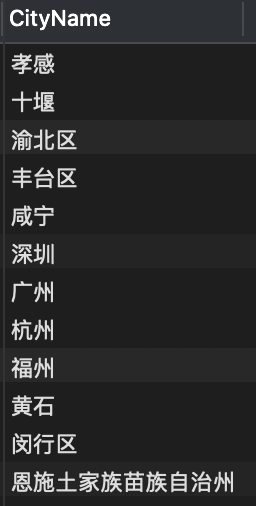 CityName
孝感
十堰
渝北区
丰台区
咸宁
深圳
广州
杭州
福州
黄石
闵行区
恩施土家族苗族自治州